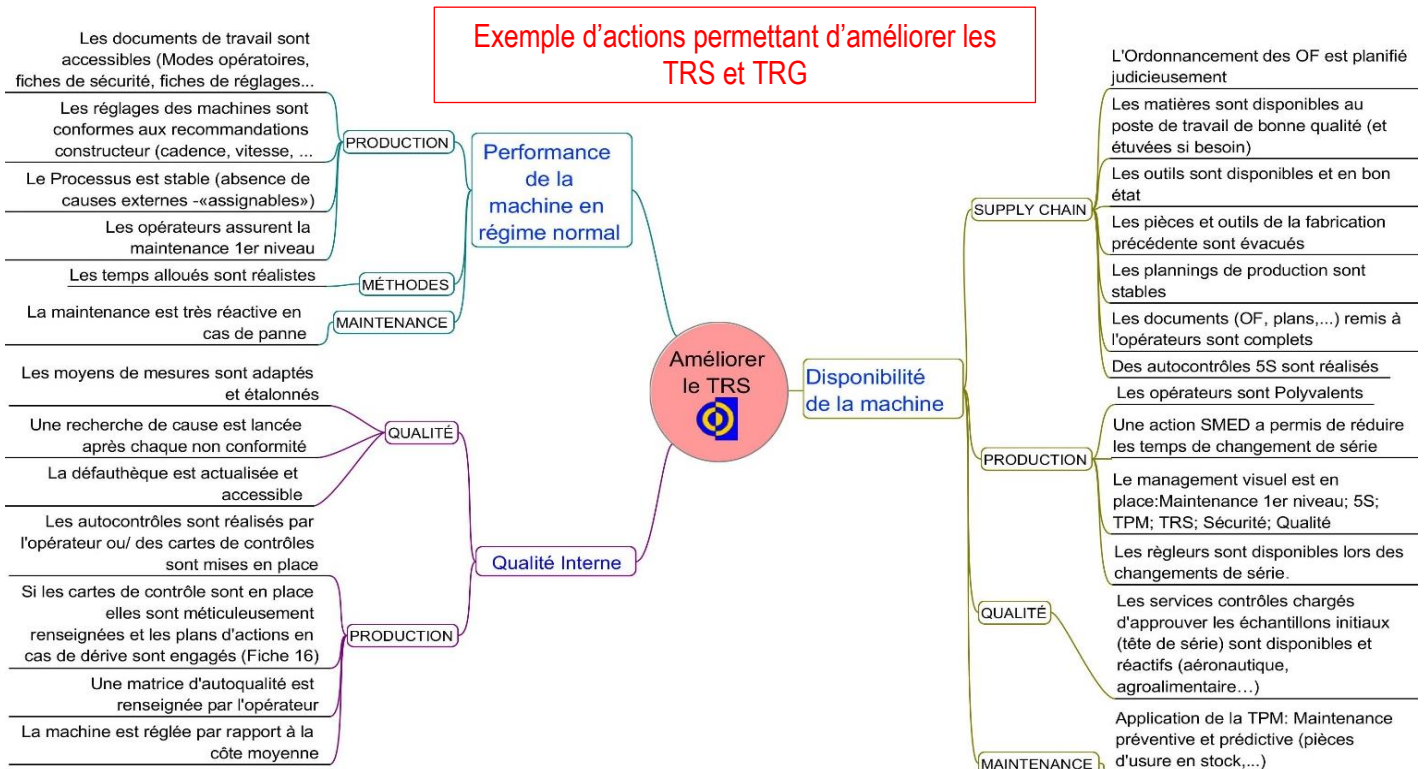 Exemple d'actions permettant d'améliorer les
TRS et TRG
Améliorer
le TRS
Performance
de la
machine en
régime normal
PRODUCTION
Les documents de travail sont
accessibles (Modes opératoires,
fiches de sécurité, fiches de réglages...
Les réglages des machines sont
conformes aux recommandations
constructeur (cadence, vitesse, ...
Le Processus est stable (absence de
causes externes -«assignables»)
Les opérateurs assurent la
maintenance 1er niveau
MÉTHODES
Les temps alloués sont réalistes
MAINTENANCE
La maintenance est très réactive en
cas de panne
Qualité Interne
QUALITÉ
Les moyens de mesures sont adaptés
et étalonnés
Une recherche de cause est lancée
après chaque non conformité
La défauthèque est actualisée et
accessible
PRODUCTION
Les autocontrôles sont réalisés par
l'opérateur ou/ des cartes de contrôles
sont mises en place
Si les cartes de contrôle sont en place
elles sont méticuleusement
renseignées et les plans d'actions en
cas de dérive sont engagés (Fiche 16)
Une matrice d'autoqualité est
renseignée par l'opérateur
La machine est réglée par rapport à la
côte moyenne
Disponibilité
de la machine
SUPPLY CHAIN
L'Ordonnancement des OF est planifié
judicieusement
Les matières sont disponibles au
poste de travail de bonne qualité (et
étuvées si besoin)
Les outils sont disponibles et en bon
état
Les pièces et outils de la fabrication
précédente sont évacués
Les plannings de production sont
stables
Les documents (OF, plans,...) remis à
l'opérateurs sont complets
Des autocontrôles 5S sont réalisés
PRODUCTION
Les opérateurs sont Polyvalents
Une action SMED a permis de réduire
les temps de changement de série
Le management visuel est en
place:Maintenance 1er niveau; 5S;
TPM; TRS; Sécurité; Qualité
Les règleurs sont disponibles lors des
changements de série.
QUALITÉ
Les services contrôles chargés
d'approuver les échantillons initiaux
(tête de série) sont disponibles et
réactifs (aéronautique,
agroalimentaire…)
MAINTENANCE
Application de la TPM: Maintenance
préventive et prédictive (pièces
d'usure en stock,...)